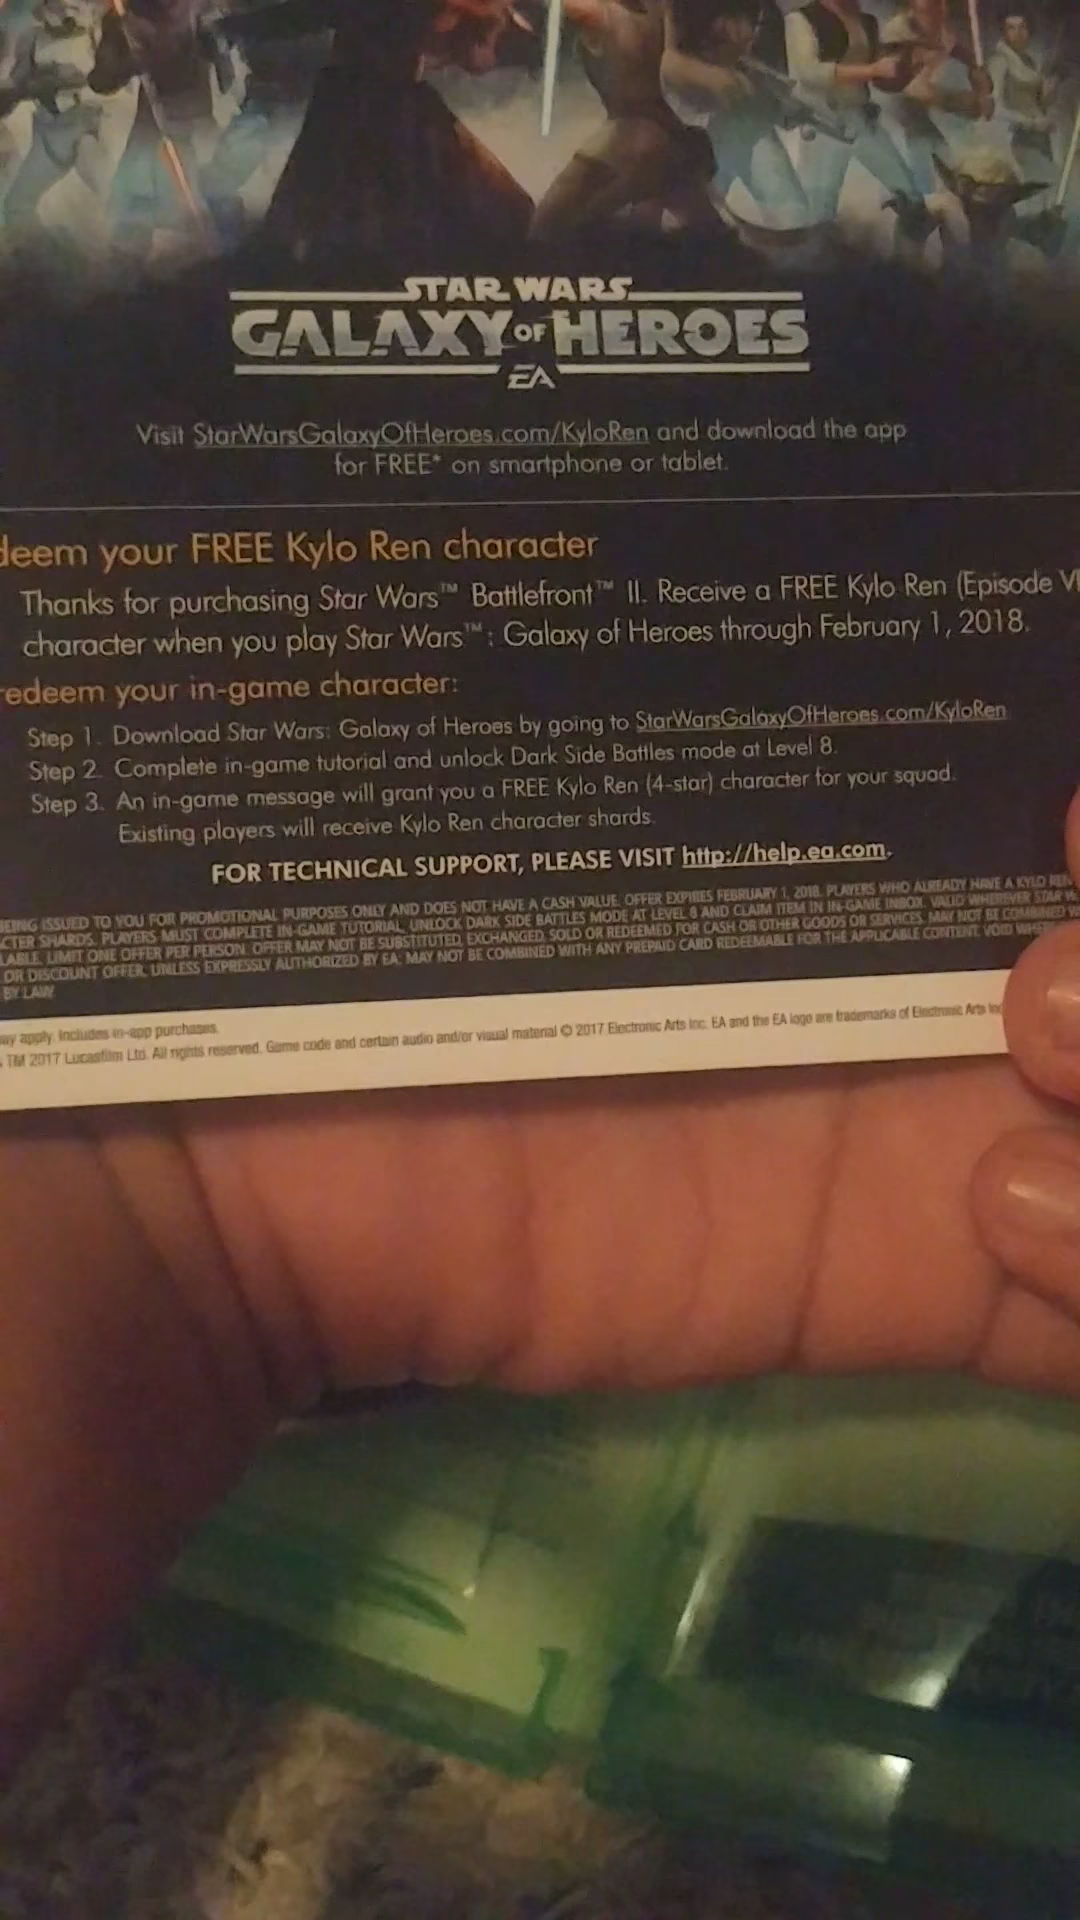 STAR WARS
GALAXY OF HEROES
EA
Visit StarWarsGalaxyOfHeroes.com/KyloRen and download the app
for FREE* on smartphone or tablet.
deem your FREE Kylo Ren character
Thanks for purchasing Star Wars™ Battlefront™ II. Receive a FREE Kylo Ren (Episode VI
character when you play Star Wars™: Galaxy of Heroes through February 1, 2018.
redeem your in-game character:
Step 1. Download Star Wars: Galaxy of Heroes by going to StarWarsGalaxyOfHeroes.com/KyloRen
Step 2. Complete in-game tutorial and unlock Dark Side Battles mode at Level 8.
Step 3. An in-game message will grant you a FREE Kylo Ren (4-star) character for your squad.
Existing players will receive Kylo Ren character shards.
FOR TECHNICAL SUPPORT, PLEASE VISIT http://help.ea.com.
BEING ISSUED TO YOU FOR PROMOTIONAL PURPOSES ONLY AND DOES NOT HAVE A CASH VALUE. OFFER EXPIRES FEBRUARY 1, 2018. PLAYERS WHO ALREADY HAVE A KYLO REN
CTER SHARDS. PLAYERS MUST COMPLETE IN-GAME TUTORIAL, UNLOCK DARK SIDE BATTLES MODE AT LEVEL 8 AND CLAIM ITEM IN IN-GAME INBOX. VALID WHEREVER STAR W
LABLE. LIMIT ONE OFFER PER PERSON. OFFER MAY NOT BE SUBSTITUTED, EXCHANGED, SOLD OR REDEEMED FOR CASH OR OTHER GOODS OR SERVICES. MAY NOT BE COMBINED W
OR DISCOUNT OFFER, UNLESS EXPRESSLY AUTHORIZED BY EA; MAY NOT BE COMBINED WITH ANY PREPAID CARD REDEEMABLE FOR THE APPLICABLE CONTENT. VOID WHE
BY LAW
ay apply. Includes in-app purchases.
TM 2017 Lucasfilm Ltd. All rights reserved. Game code and certain audio and/or visual material © 2017 Electronic Arts Inc. EA and the EA logo are trademarks of Electronic Arts Inc